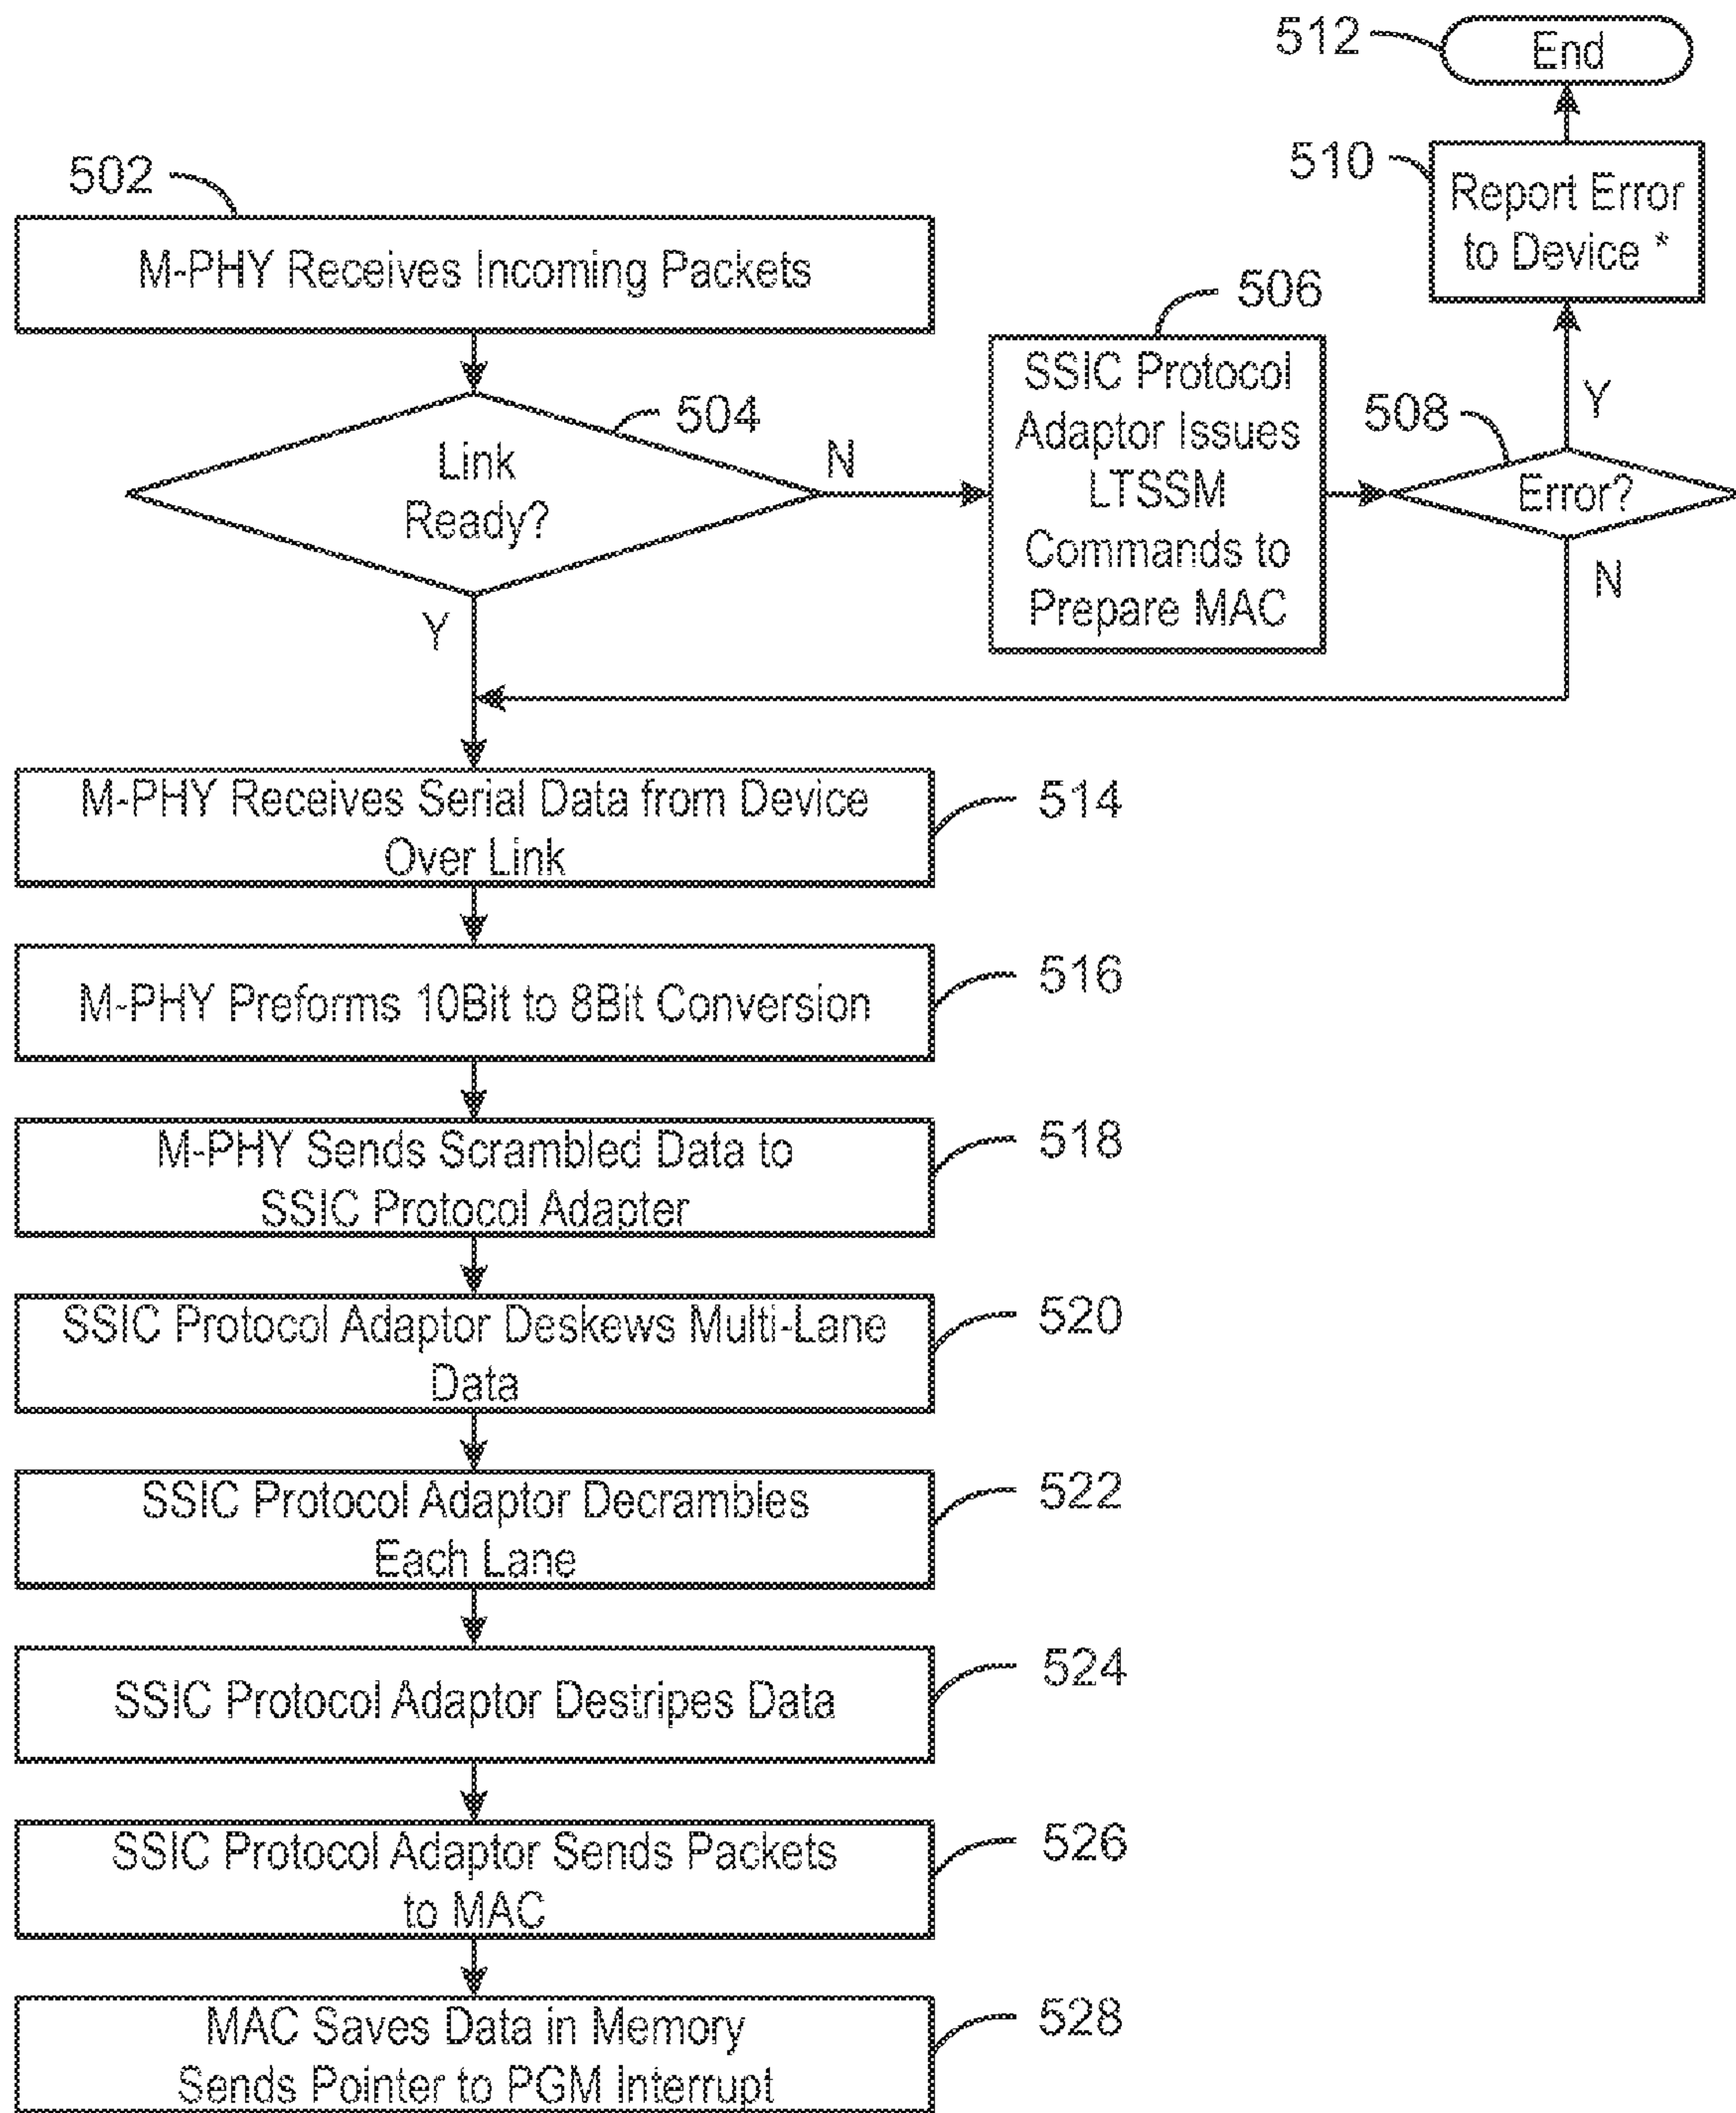 512
End
510
Report Error
to Device *
502
M-PHY Receives Incoming Packets
506
SSIC Protocol
Adaptor Issues
LTSSM
Commands to
Prepare MAC
504
Link
Ready?
N
Y
508
Error?
Y
N
M-PHY Receives Serial Data from Device
Over Link
514
M-PHY Preforms 10Bit to 8Bit Conversion
516
M-PHY Sends Scrambled Data to
SSIC Protocol Adapter
518
SSIC Protocol Adaptor Deskews Multi-Lane
Data
520
SSIC Protocol Adaptor Decrambles
Each Lane
522
SSIC Protocol Adaptor Destripes Data
524
SSIC Protocol Adaptor Sends Packets
to MAC
526
MAC Saves Data in Memory
Sends Pointer to PGM Interrupt
528